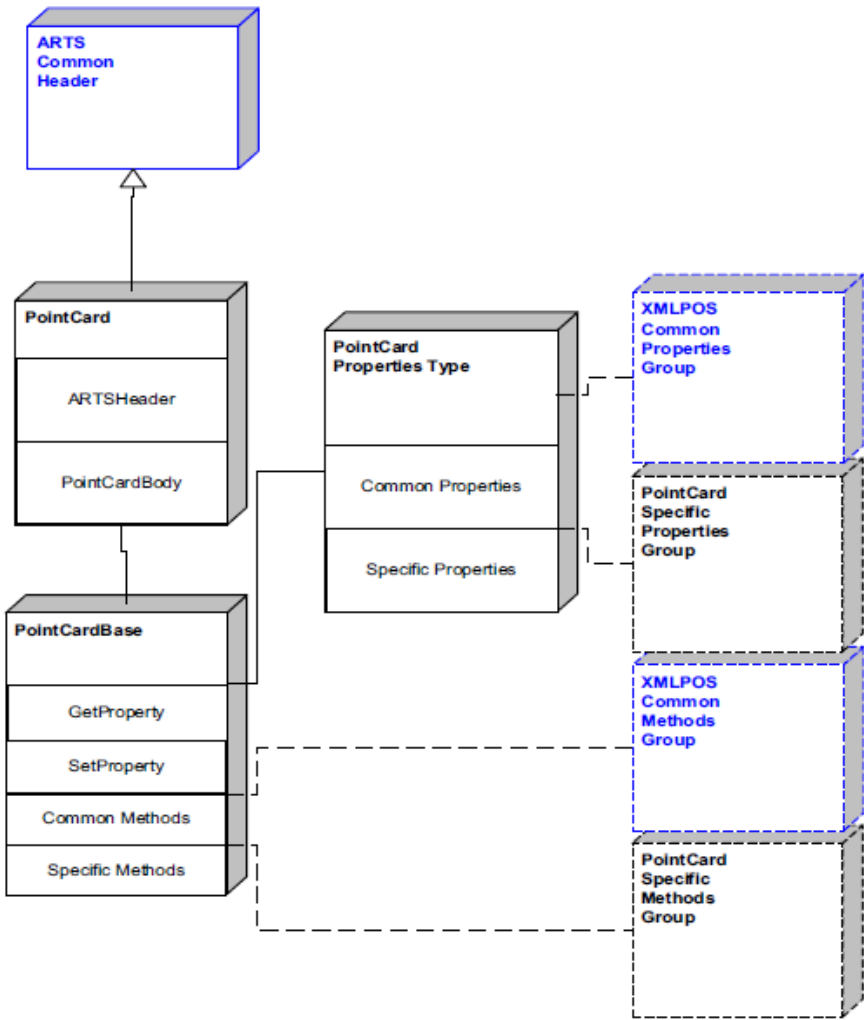 ARTS
Common
Header
PointCard
ARTSHeader
PointCardBody
PointCard
Properties Type
Common Properties
Specific Properties
XMLPOS
Common
Properties
Group
PointCard
Specific
Properties
Group
PointCardBase
GetProperty
SetProperty
Common Methods
Specific Methods
XMLPOS
Common
Methods
Group
PointCard
Specific
Methods
Group